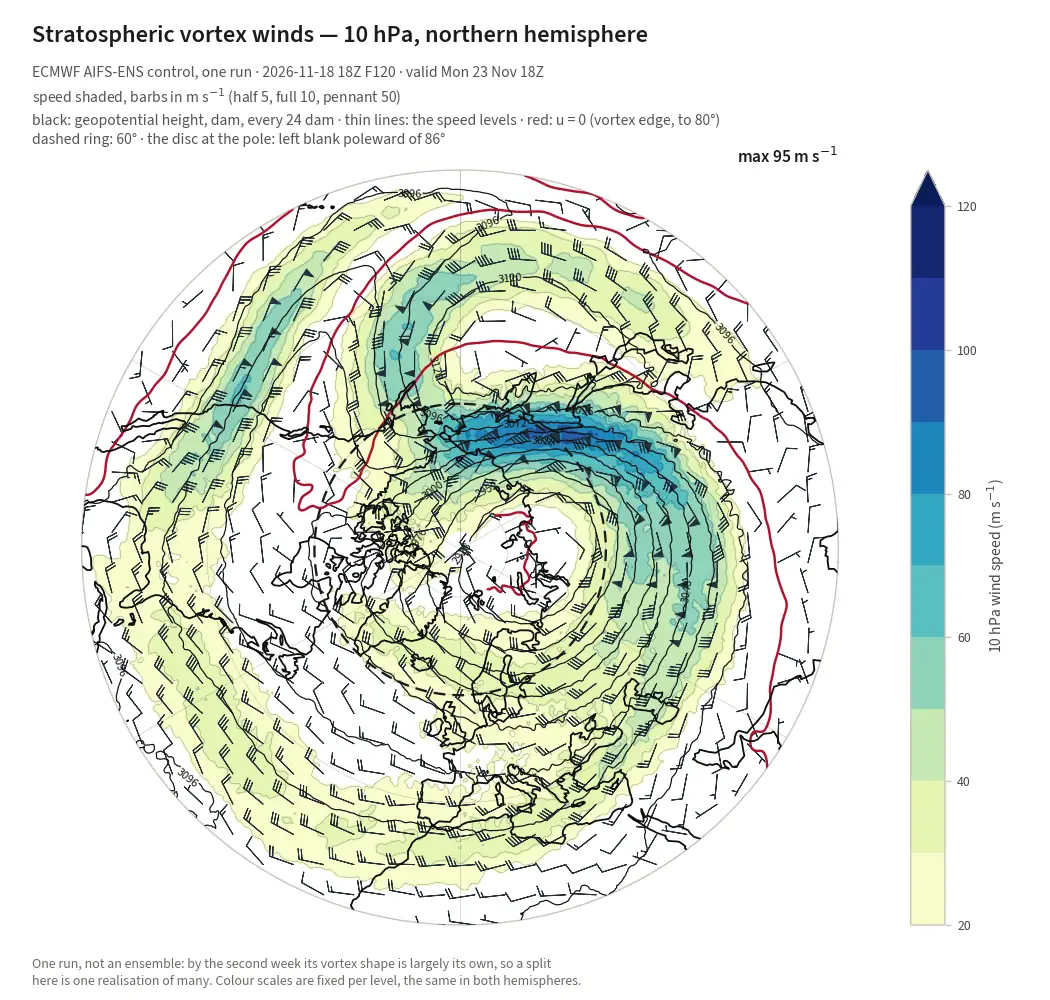 Stratospheric vortex winds — 10 hPa, northern hemisphere
ECMWF AIFS-ENS control, one run · 2026-11-18 18Z F120 · valid Mon 23 Nov 18Z
speed shaded, barbs in m s⁻¹ (half 5, full 10, pennant 50)
black: geopotential height, dam, every 24 dam · thin lines: the speed levels · red: u = 0 (vortex edge, to 80°)
dashed ring: 60° · the disc at the pole: left blank poleward of 86°
max 95 m s⁻¹
3096
3096
3120
3096
3096
3072
3000
3096
3096
120
100
80
60
40
20
10 hPa wind speed (m s⁻¹)
One run, not an ensemble: by the second week its vortex shape is largely its own, so a split
here is one realisation of many. Colour scales are fixed per level, the same in both hemispheres.